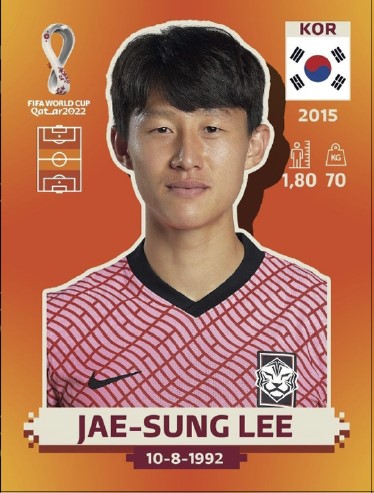 KOR
FIFA WORLD CUP
Qatar2022
2015
KG
1,80 70
JAE-SUNG LEE
10-8-1992